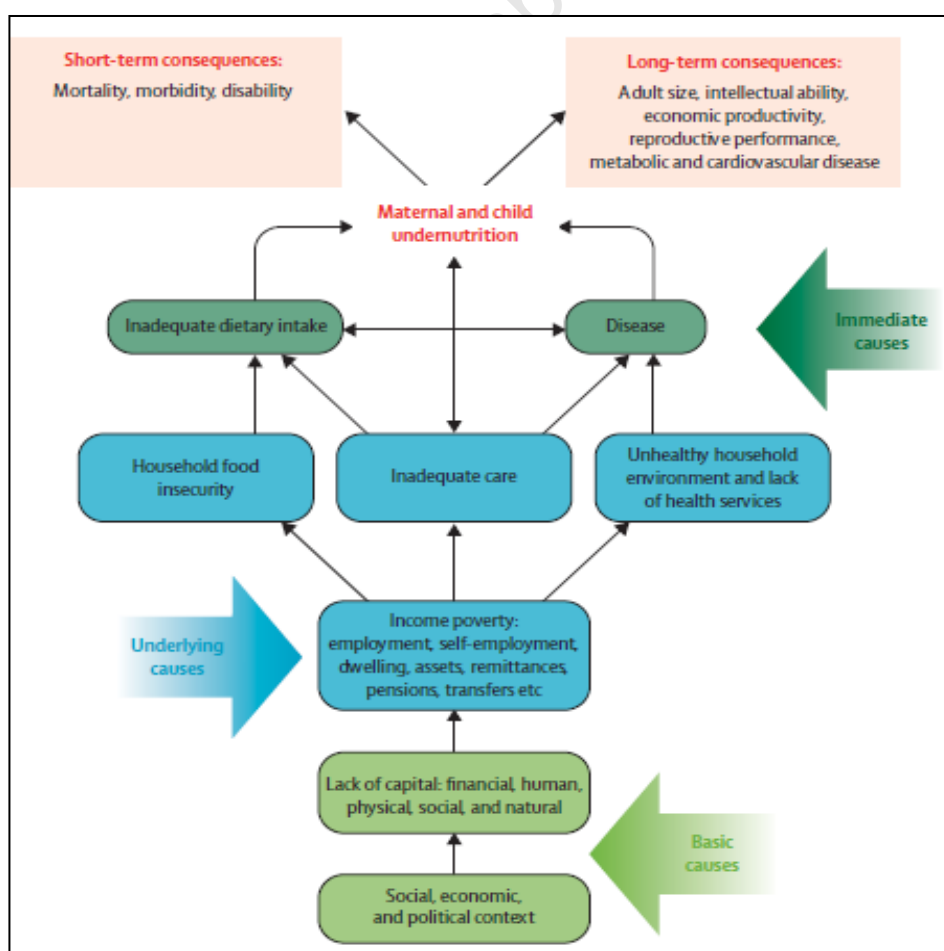 Short-term consequences:
Mortality, morbidity, disability
Long-term consequences:
Adult size, intellectual ability,
economic productivity,
reproductive performance,
metabolic and cardiovascular disease
Maternal and child
undernutrition
Inadequate dietary intake
Disease
Immediate
causes
Household food
insecurity
Inadequate care
Unhealthy household
environment and lack
of health services
Underlying
causes
Income poverty:
employment, self-employment,
dwelling, assets, remittances,
pensions, transfers etc
Lack of capital: financial, human,
physical, social, and natural
Basic
causes
Social, economic,
and political context